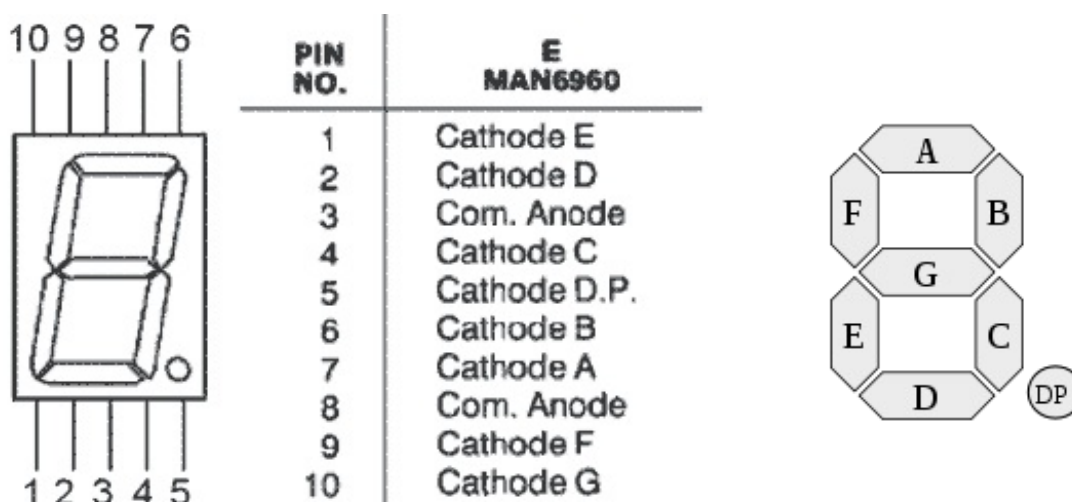 10 9 8 7 6
1 2 3 4 5
PIN NO. E MAN6960
1 Cathode E
2 Cathode D
3 Com. Anode
4 Cathode C
5 Cathode D.P.
6 Cathode B
7 Cathode A
8 Com. Anode
9 Cathode F
10 Cathode G
A
F B
G
E C
D DP